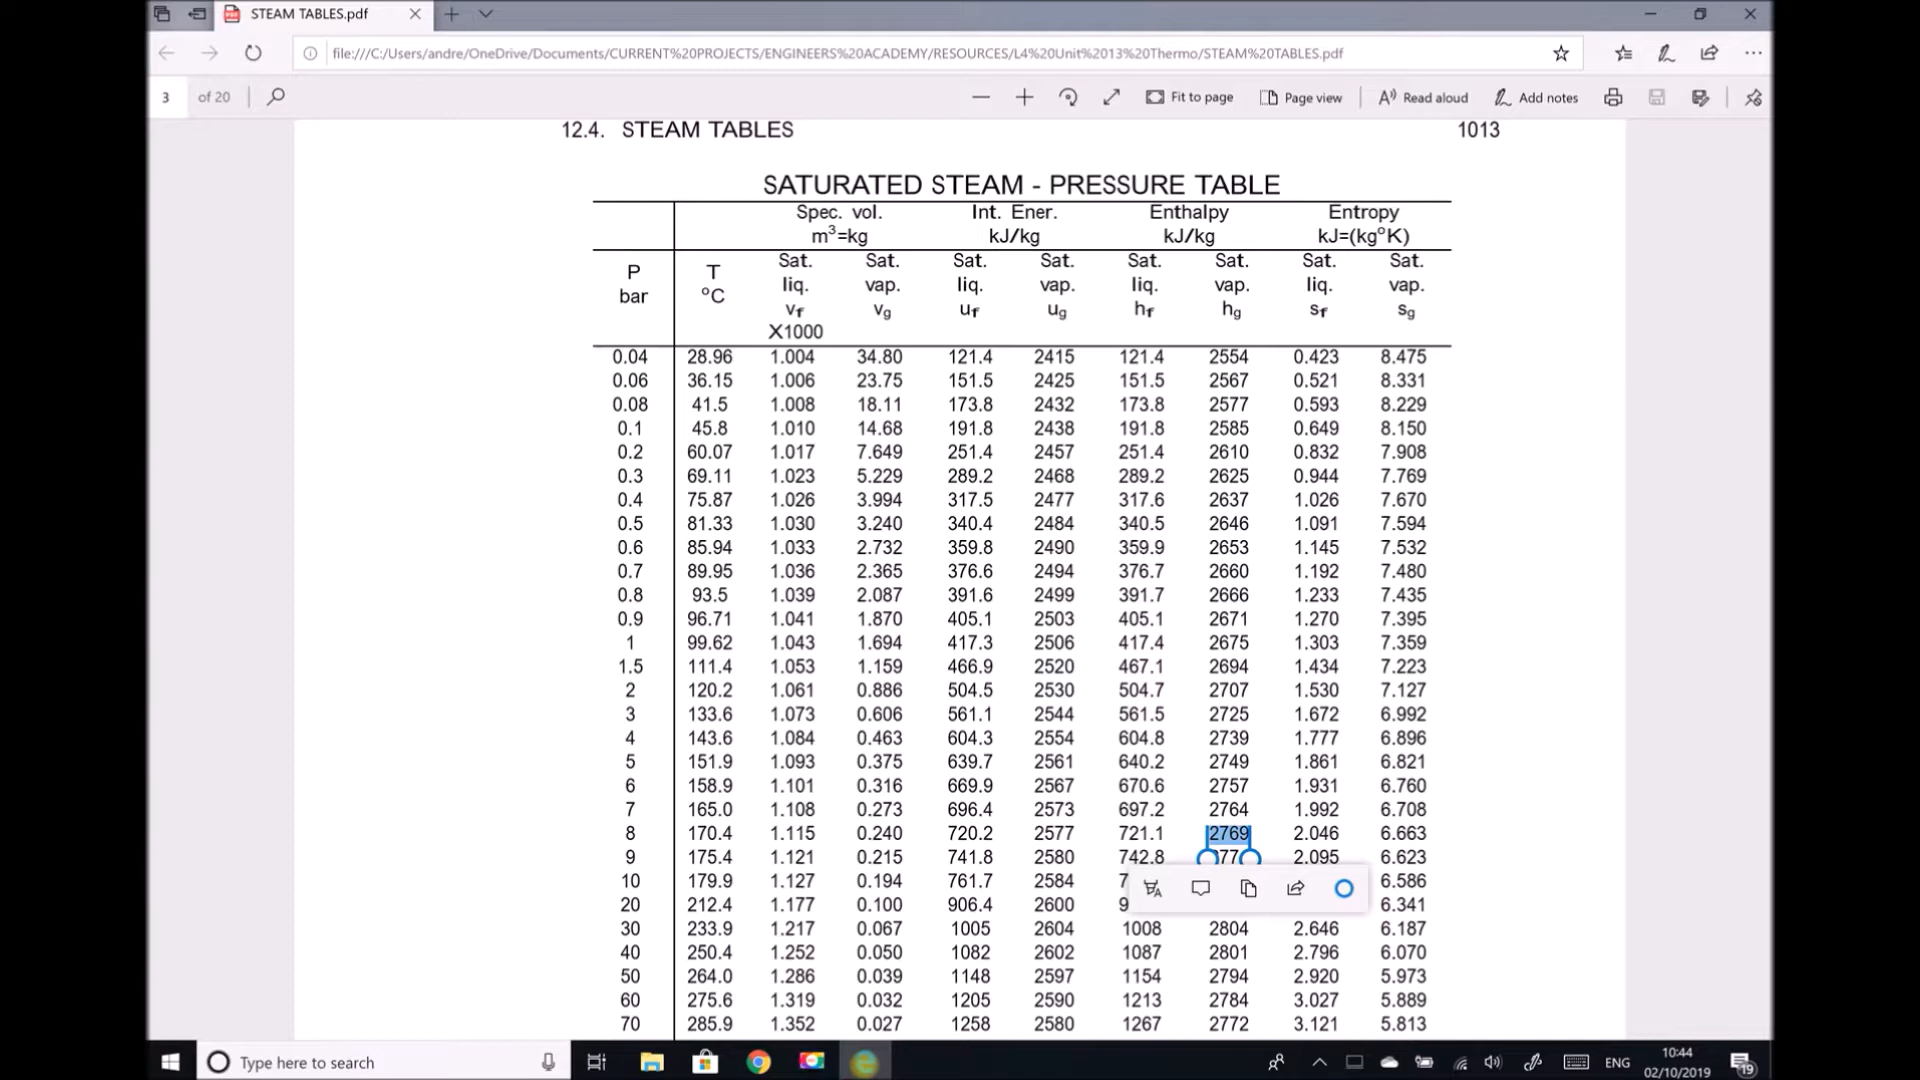 STEAM TABLES.pdf
file:///C:/Users/andre/OneDrive/Documents/CURRENT%20PROJECTS/ENGINEERS%20ACADEMY/RESOURCES/L4%20Unit%2013%20Thermo/STEAM%20TABLES.pdf
3 of 20 Fit to page Page view Read aloud Add notes
12.4. STEAM TABLES 1013
SATURATED STEAM - PRESSURE TABLE
Spec. vol. Int. Ener. Enthalpy Entropy
m³=kg kJ/kg kJ/kg kJ=(kg°K)
Sat. Sat. Sat. Sat. Sat. Sat. Sat. Sat.
P T liq. vap. liq. vap. liq. vap. liq. vap.
bar °C vf vg uf ug hf hg sf sg
X1000
0.04 28.96 1.004 34.80 121.4 2415 121.4 2554 0.423 8.475
0.06 36.15 1.006 23.75 151.5 2425 151.5 2567 0.521 8.331
0.08 41.5 1.008 18.11 173.8 2432 173.8 2577 0.593 8.229
0.1 45.8 1.010 14.68 191.8 2438 191.8 2585 0.649 8.150
0.2 60.07 1.017 7.649 251.4 2457 251.4 2610 0.832 7.908
0.3 69.11 1.023 5.229 289.2 2468 289.2 2625 0.944 7.769
0.4 75.87 1.026 3.994 317.5 2477 317.6 2637 1.026 7.670
0.5 81.33 1.030 3.240 340.4 2484 340.5 2646 1.091 7.594
0.6 85.94 1.033 2.732 359.8 2490 359.9 2653 1.145 7.532
0.7 89.95 1.036 2.365 376.6 2494 376.7 2660 1.192 7.480
0.8 93.5 1.039 2.087 391.6 2499 391.7 2666 1.233 7.435
0.9 96.71 1.041 1.870 405.1 2503 405.1 2671 1.270 7.395
1 99.62 1.043 1.694 417.3 2506 417.4 2675 1.303 7.359
1.5 111.4 1.053 1.159 466.9 2520 467.1 2694 1.434 7.223
2 120.2 1.061 0.886 504.5 2530 504.7 2707 1.530 7.127
3 133.6 1.073 0.606 561.1 2544 561.5 2725 1.672 6.992
4 143.6 1.084 0.463 604.3 2554 604.8 2739 1.777 6.896
5 151.9 1.093 0.375 639.7 2561 640.2 2749 1.861 6.821
6 158.9 1.101 0.316 669.9 2567 670.6 2757 1.931 6.760
7 165.0 1.108 0.273 696.4 2573 697.2 2764 1.992 6.708
8 170.4 1.115 0.240 720.2 2577 721.1 2769 2.046 6.663
9 175.4 1.121 0.215 741.8 2580 742.8 2.095 6.623
10 179.9 1.127 0.194 761.7 2584 6.586
20 212.4 1.177 0.100 906.4 2600 6.341
30 233.9 1.217 0.067 1005 2604 1008 2804 2.646 6.187
40 250.4 1.252 0.050 1082 2602 1087 2801 2.796 6.070
50 264.0 1.286 0.039 1148 2597 1154 2794 2.920 5.973
60 275.6 1.319 0.032 1205 2590 1213 2784 3.027 5.889
70 285.9 1.352 0.027 1258 2580 1267 2772 3.121 5.813
Type here to search ENG 10:44
02/10/2019 19